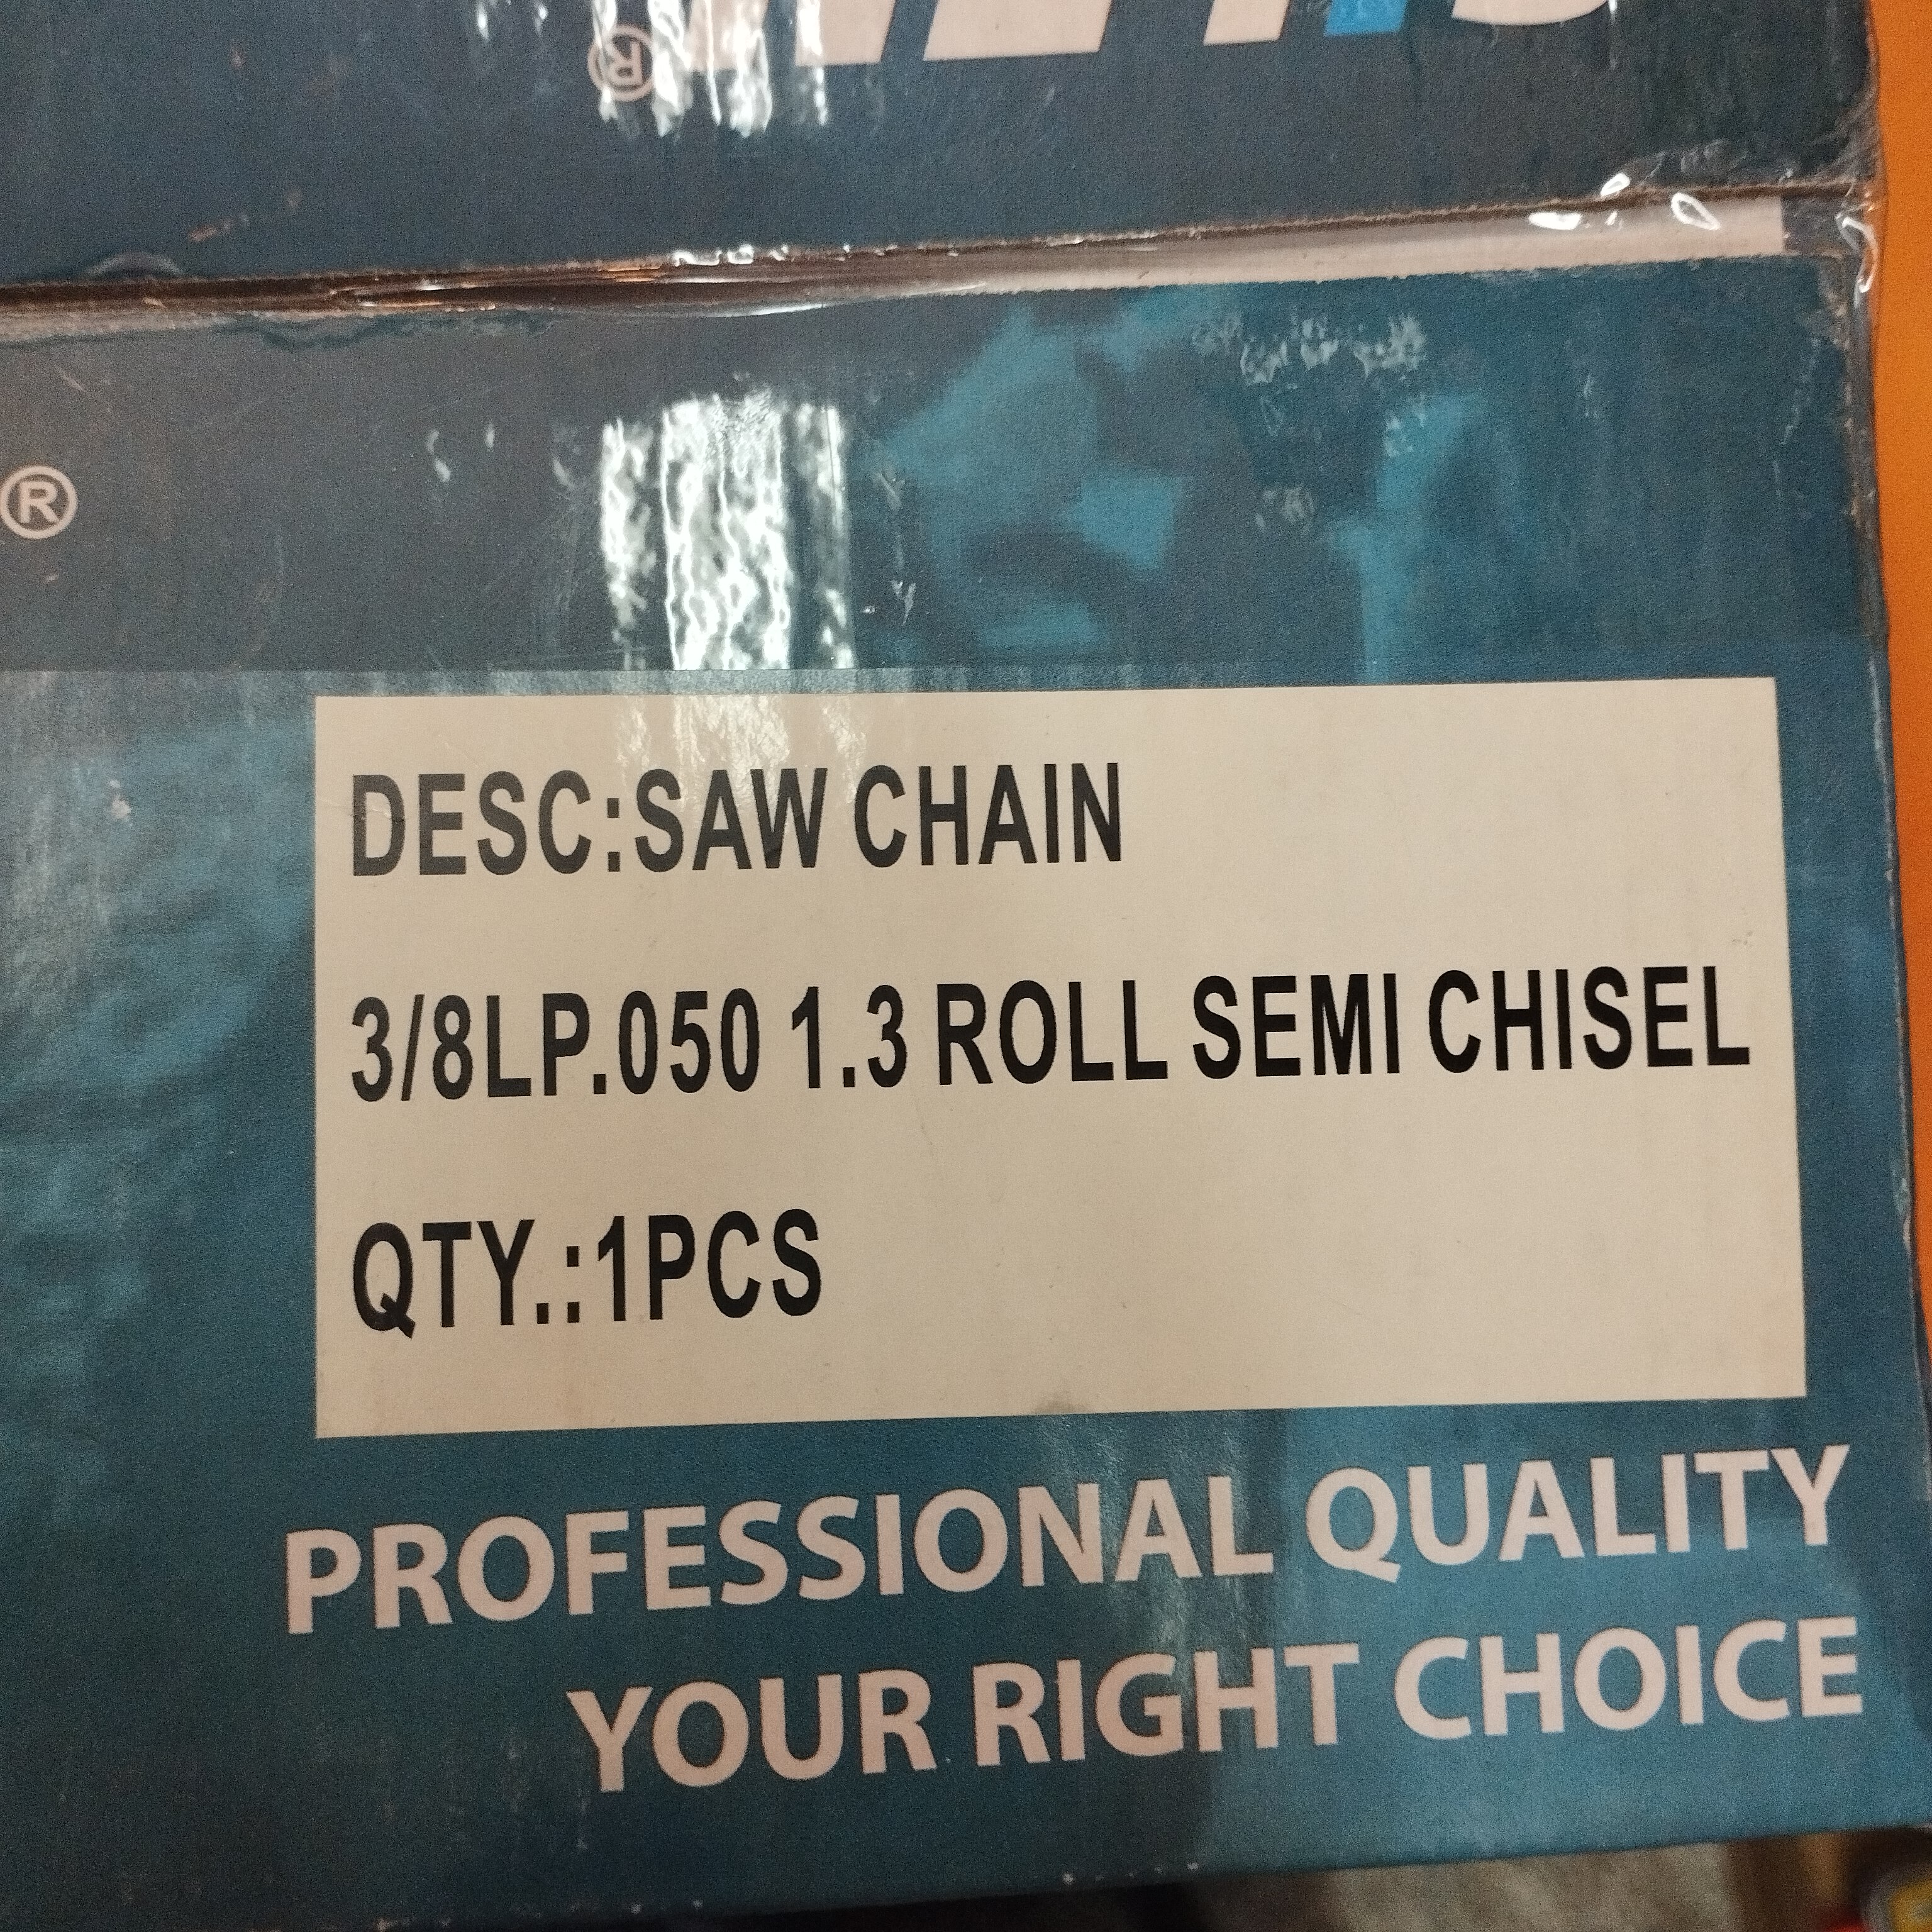 ®
®
DESC:SAW CHAIN
3/8LP.050 1.3 ROLL SEMI CHISEL
QTY.:1PCS
PROFESSIONAL QUALITY
YOUR RIGHT CHOICE